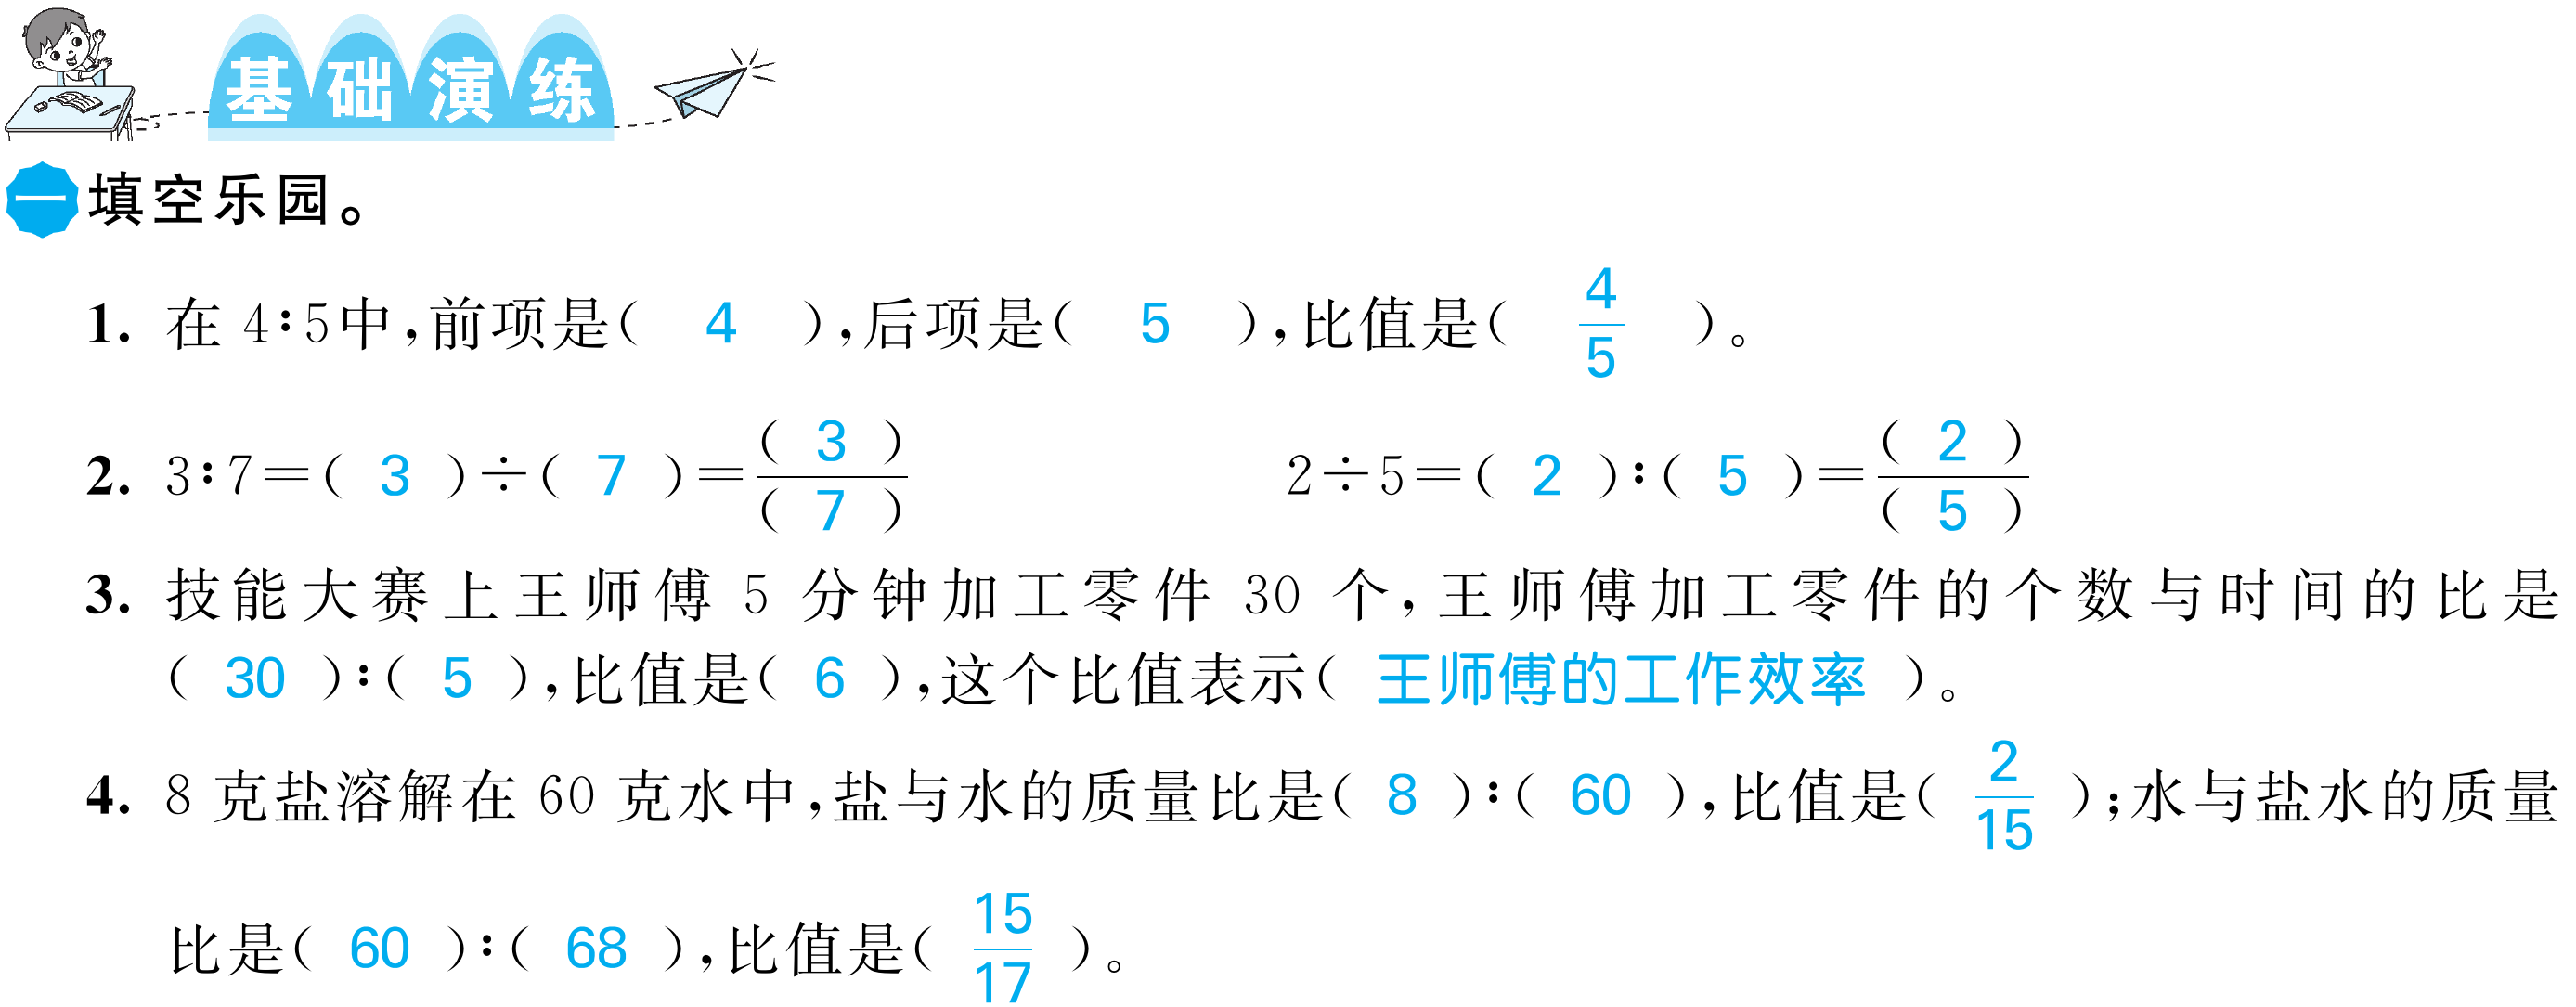 基础演练
一 填空乐园。
1. 在 4∶5中,前项是( 4 ),后项是( 5 ),比值是( 4/5 )。
2. 3∶7=( 3 )÷( 7 )=( 3 )/( 7 ) 2÷5=( 2 )∶( 5 )=( 2 )/( 5 )
3. 技能大赛上王师傅 5 分钟加工零件 30 个,王师傅加工零件的个数与时间的比是
( 30 )∶( 5 ),比值是( 6 ),这个比值表示( 王师傅的工作效率 )。
4. 8 克盐溶解在 60 克水中,盐与水的质量比是( 8 )∶( 60 ),比值是( 2/15 );水与盐水的质量
比是( 60 )∶( 68 ),比值是( 15/17 )。